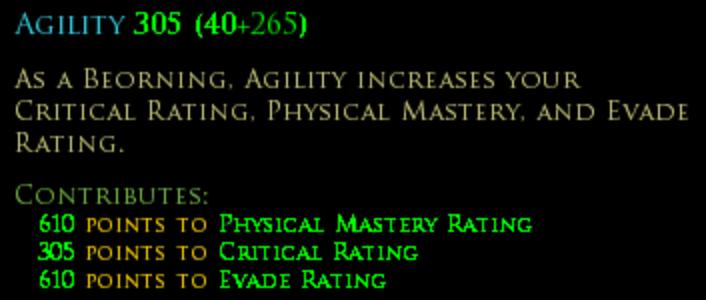 Agility 305 (40+265)
As a Beorning, Agility increases your
Critical Rating, Physical Mastery, and Evade
Rating.
Contributes:
610 points to Physical Mastery Rating
305 points to Critical Rating
610 points to Evade Rating